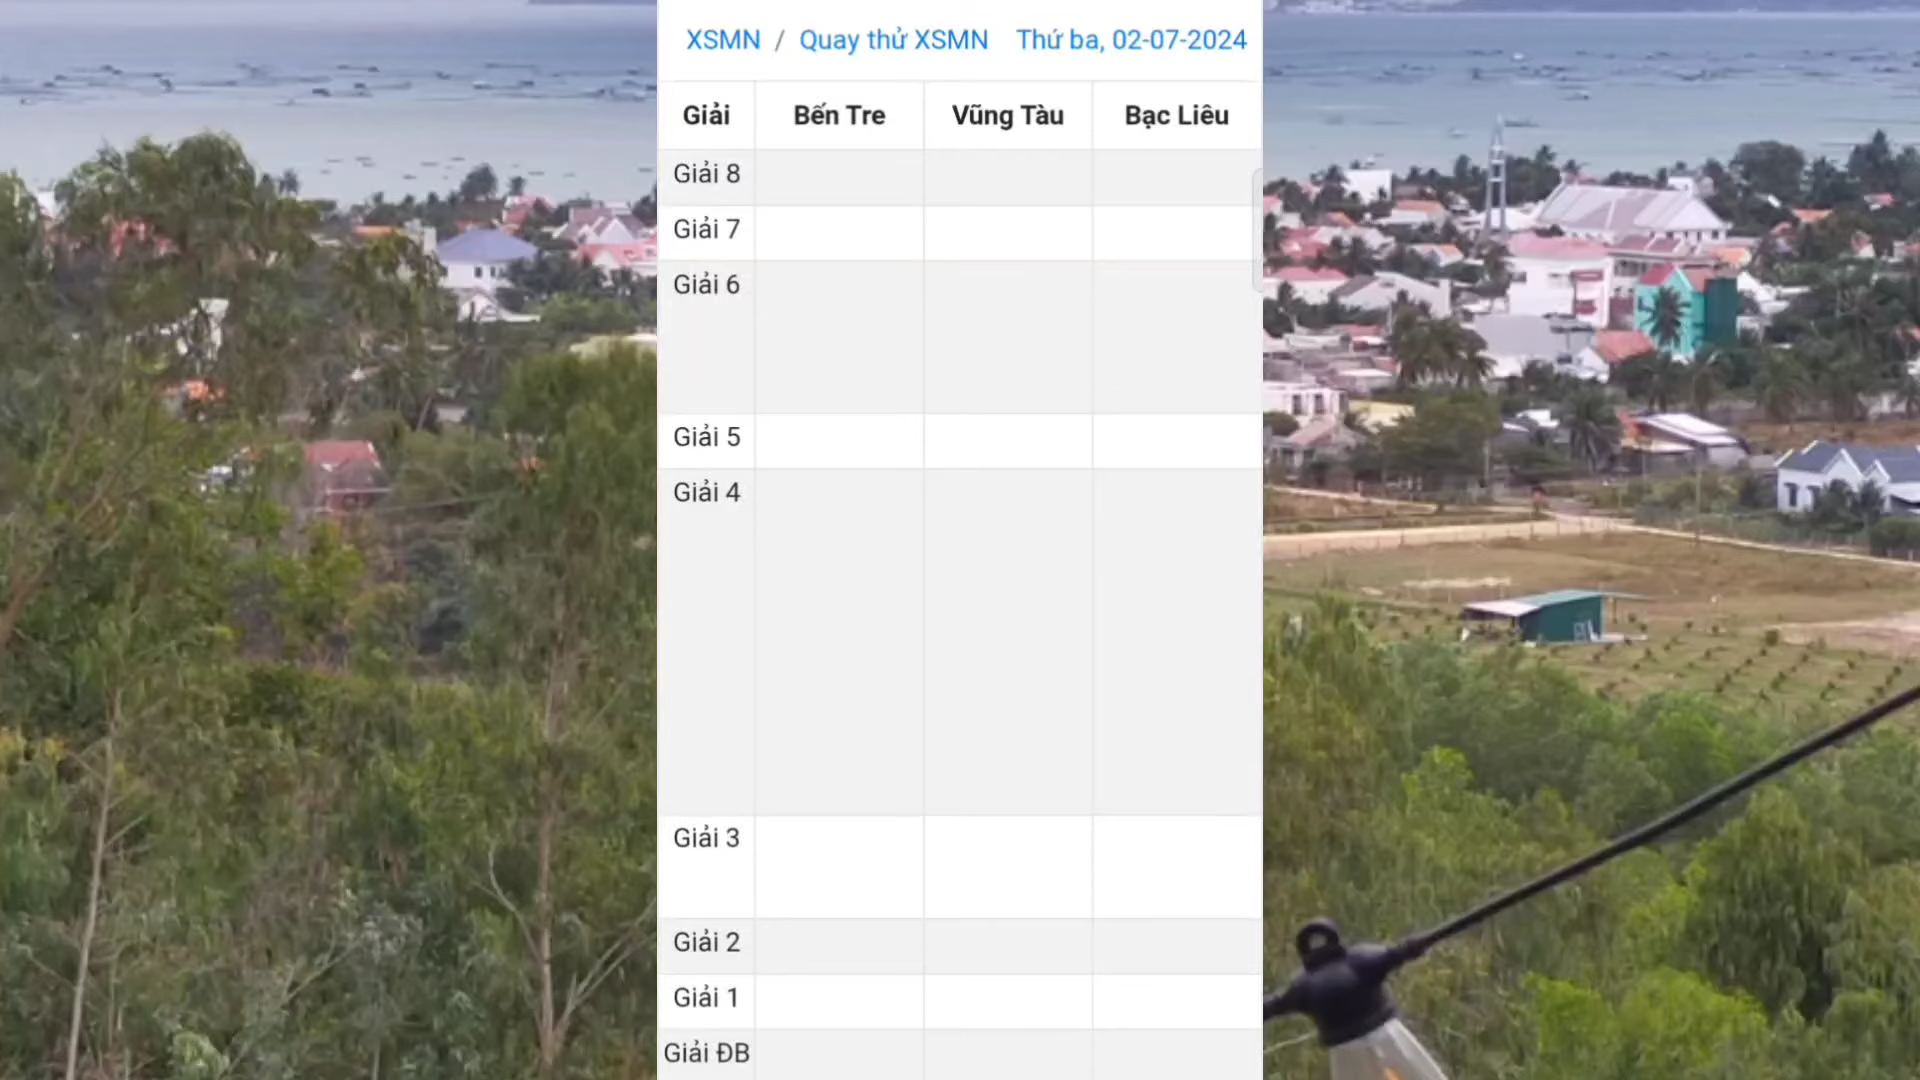 XSMN / Quay thử XSMN Thứ ba, 02-07-2024
Giải Bến Tre Vũng Tàu Bạc Liêu
Giải 8
Giải 7
Giải 6
Giải 5
Giải 4
Giải 3
Giải 2
Giải 1
Giải ĐB